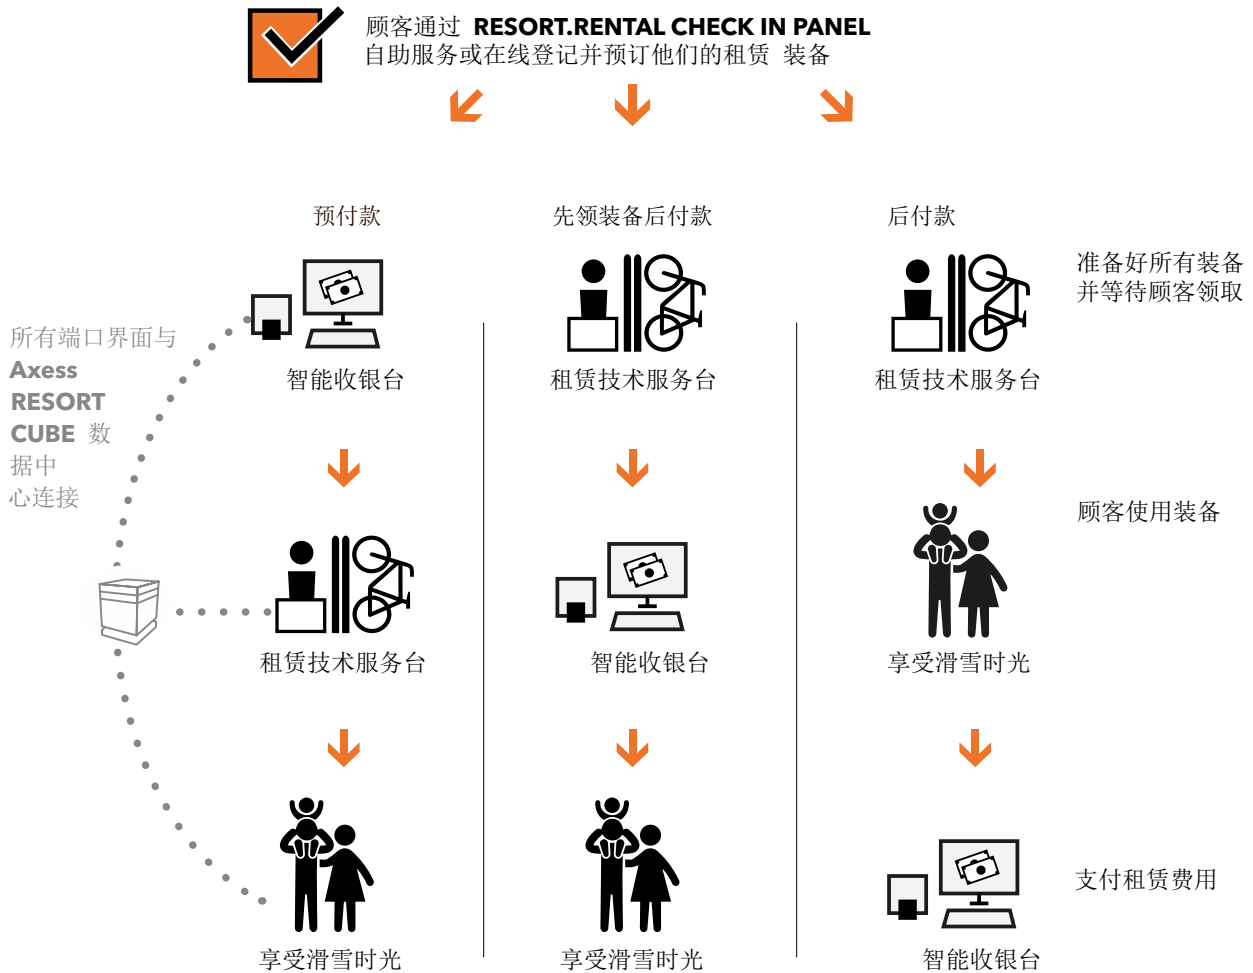 顾客通过 RESORT.RENTAL CHECK IN PANEL
自助服务或在线登记并预订他们的租赁 装备
预付款
先领装备后付款
后付款
准备好所有装备
并等待顾客领取
所有端口界面与
Axess
RESORT
CUBE 数
据中
心连接
智能收银台
租赁技术服务台
租赁技术服务台
顾客使用装备
租赁技术服务台
智能收银台
享受滑雪时光
支付租赁费用
享受滑雪时光
享受滑雪时光
智能收银台